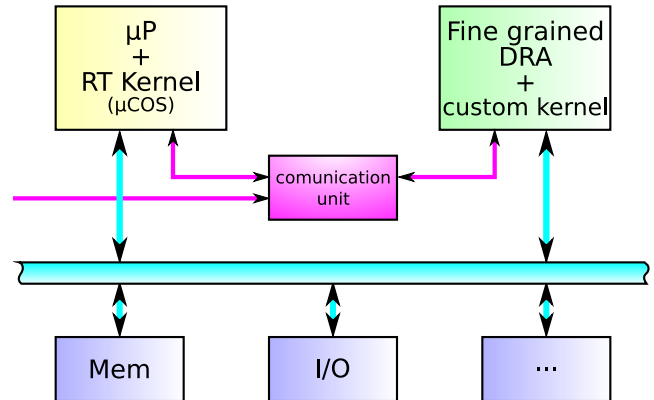 µP
+
RT Kernel
(µCOS)
Fine grained
DRA
+
custom kernel
comunication
unit
Mem
I/O
...